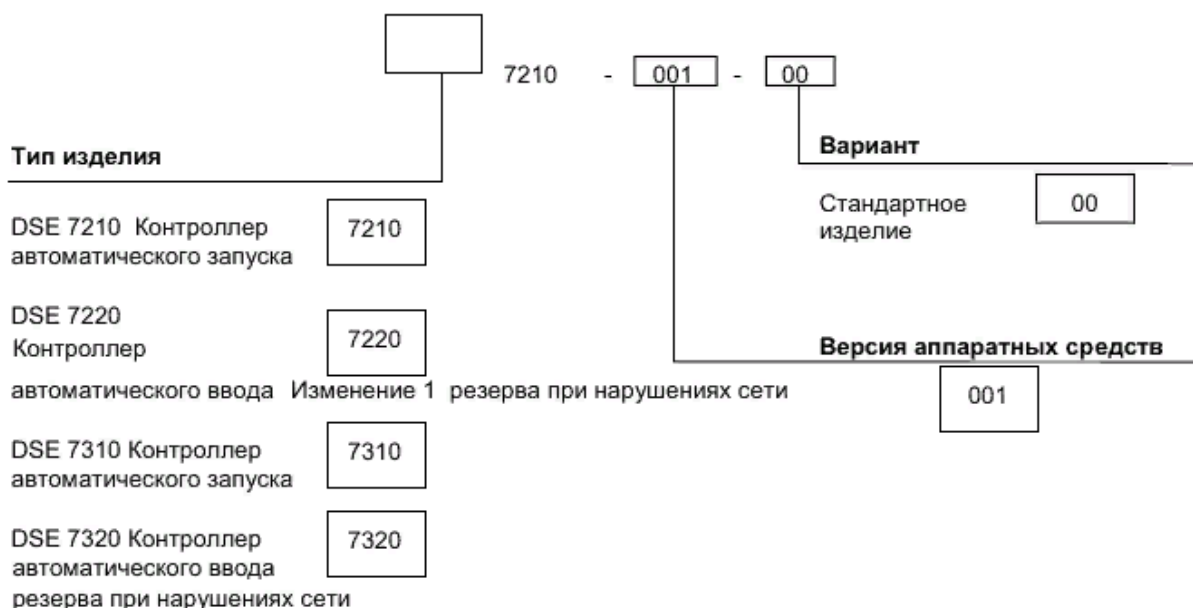 7210 - 001 - 00
Тип изделия
Вариант
DSE 7210 Контроллер
автоматического запуска
7210
Стандартное
изделие
00
DSE 7220
Контроллер
7220
автоматического ввода Изменение 1 резерва при нарушениях сети
Версия аппаратных средств
001
DSE 7310 Контроллер
автоматического запуска
7310
DSE 7320 Контроллер
автоматического ввода
резерва при нарушениях сети
7320